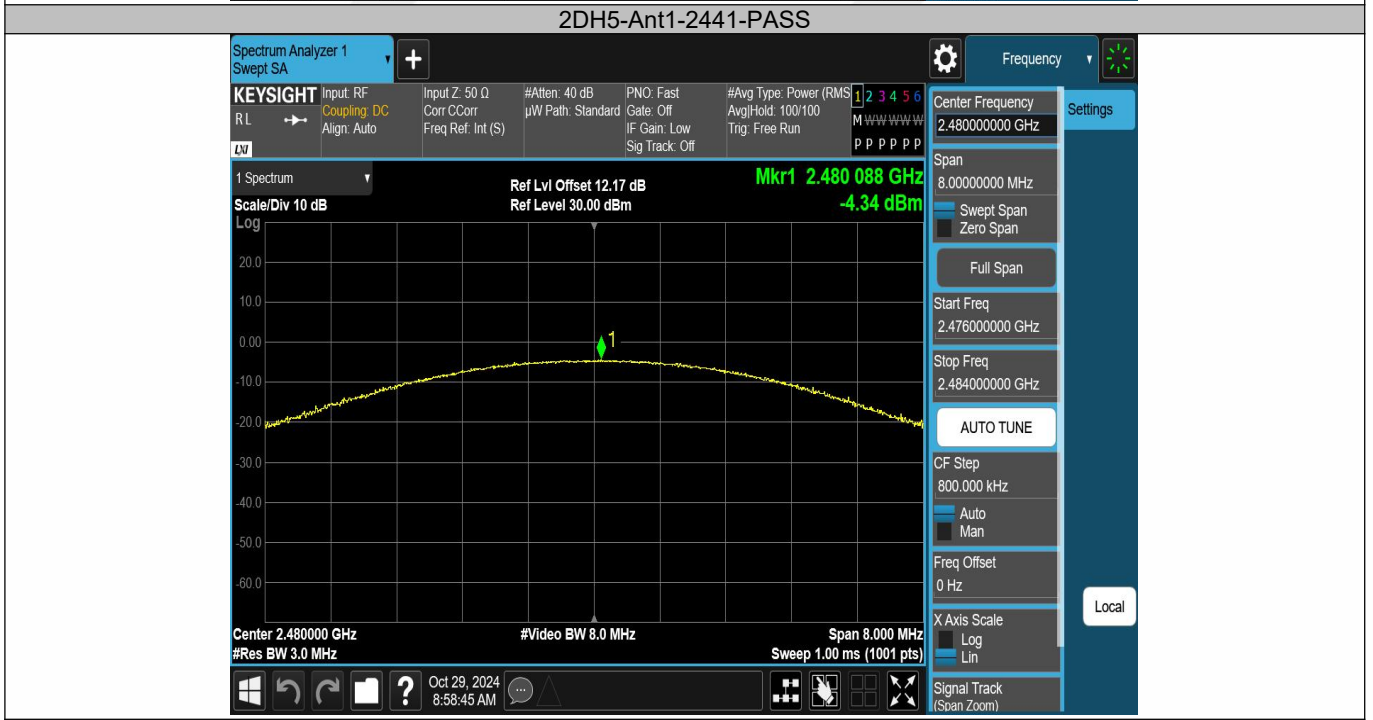 2DH5-Ant1-2441-PASS
Spectrum Analyzer 1
Swept SA
+
Frequency
KEYSIGHT
RL
LXI
Input: RF
Coupling: DC
Align: Auto
Input Z: 50 Ω
Corr CCorr
Freq Ref: Int (S)
#Atten: 40 dB
µW Path: Standard
PNO: Fast
Gate: Off
IF Gain: Low
Sig Track: Off
#Avg Type: Power (RMS
Avg|Hold: 100/100
Trig: Free Run
1 2 3 4 5 6
M W W W W W
P P P P P P
1 Spectrum
Scale/Div 10 dB
Ref Lvl Offset 12.17 dB
Ref Level 30.00 dBm
Mkr1 2.480 088 GHz
-4.34 dBm
Log
20.0
10.0
0.00
-10.0
-20.0
-30.0
-40.0
-50.0
-60.0
1
Center 2.480000 GHz
#Res BW 3.0 MHz
#Video BW 8.0 MHz
Span 8.000 MHz
Sweep 1.00 ms (1001 pts)
Oct 29, 2024
8:58:45 AM
?
Center Frequency
2.480000000 GHz
Settings
Span
8.00000000 MHz
Swept Span
Zero Span
Full Span
Start Freq
2.476000000 GHz
Stop Freq
2.484000000 GHz
AUTO TUNE
CF Step
800.000 kHz
Auto
Man
Freq Offset
0 Hz
X Axis Scale
Log
Lin
Local
Signal Track
(Span Zoom)